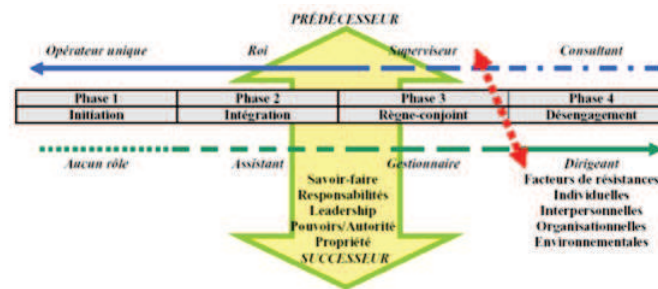 PRÉDÉCESSEUR
Opérateur unique Roi Superviseur Consultant
Phase 1 Phase 2 Phase 3 Phase 4
Initiation Intégration Règne-conjoint Désengagement
Aucun rôle Assistant Gestionnaire Dirigeant
Savoir-faire Facteurs de résistances
Responsabilités Individuelles
Leadership Interpersonnelles
Pouvoirs/Autorité Organisationnelles
Propriété Environnementales
SUCCESSEUR